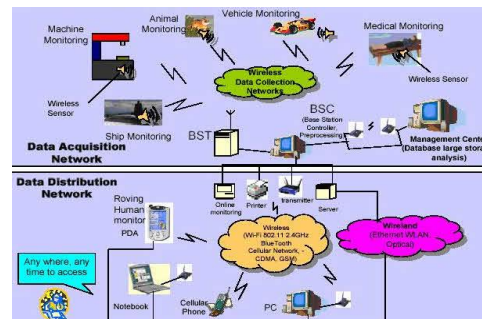 Animal
Monitoring
Vehicle Monitoring
Machine
Monitoring
Medical Monitoring
Wireless
Data Collection
Networks
Wireless Sensor
Wireless
Sensor
Ship Monitoring
BST
BSC
(Base Station
Controller,
Preprocessing)
Management Cente
(Database large stora
analysis)
Data Acquisition
Network
Data Distribution
Network
Online
monitoring
Printer
transmitter
Server
Roving
Human
monitor
PDA
Wireless
(Wi-Fi 802.11 2.4GHz
BlueTooth
Cellular Network, -
CDMA, GSM)
Wireland
(Ethernet WLAN,
Optical)
Any where, any
time to access
Notebook
Cellular
Phone
PC